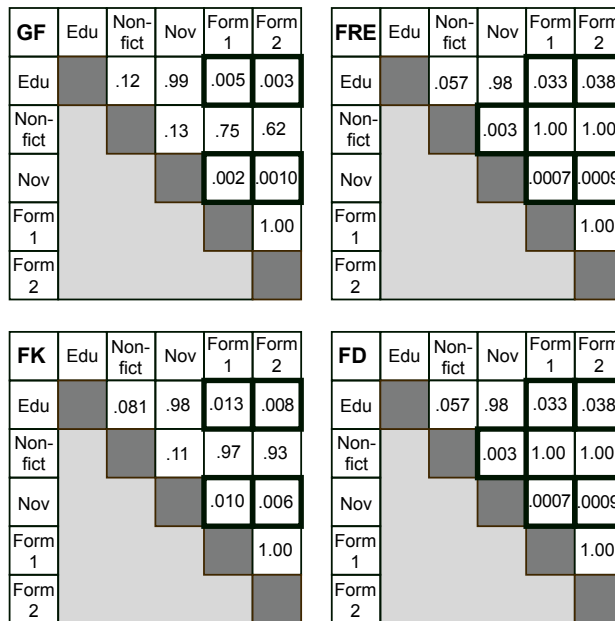 GF Edu Non-fict Nov Form 1 Form 2
Edu .12 .99 .005 .003
Non-fict .13 .75 .62
Nov .002 .0010
Form 1 1.00
Form 2
FRE Edu Non-fict Nov Form 1 Form 2
Edu .057 .98 .033 .038
Non-fict .003 1.00 1.00
Nov .0007 .0009
Form 1 1.00
Form 2
FK Edu Non-fict Nov Form 1 Form 2
Edu .081 .98 .013 .008
Non-fict .11 .97 .93
Nov .010 .006
Form 1 1.00
Form 2
FD Edu Non-fict Nov Form 1 Form 2
Edu .057 .98 .033 .038
Non-fict .003 1.00 1.00
Nov .0007 .0009
Form 1 1.00
Form 2